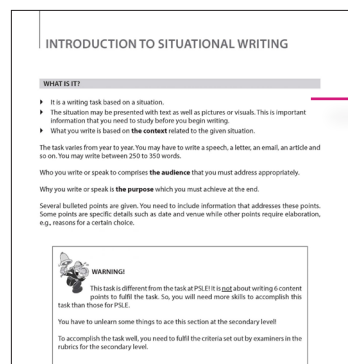 INTRODUCTION TO SITUATIONAL WRITING
WHAT IS IT?
It is a writing task based on a situation.
The situation may be presented with text as well as pictures or visuals. This is important
information that you need to study before you begin writing.
What you write is based on the context related to the given situation.
The task varies from year to year. You may have to write a speech, a letter, an email, an article and
so on. You may write between 250 to 350 words.
Who you write or speak to comprises the audience that you must address appropriately.
Why you write or speak is the purpose which you must achieve at the end.
Several bulleted points are given. You need to include information that addresses these points.
Some points are specific details such as date and venue while other points require elaboration,
e.g., reasons for a certain choice.
WARNING!
This task is different from the task at PSLE! It is not about writing 6 content
points to fulfil the task. So, you will need more skills to accomplish this
task than those for PSLE.
You have to unlearn some things to ace this section at the secondary level!
To accomplish the task well, you need to fulfil the criteria set out by examiners in the
rubrics for the secondary level.